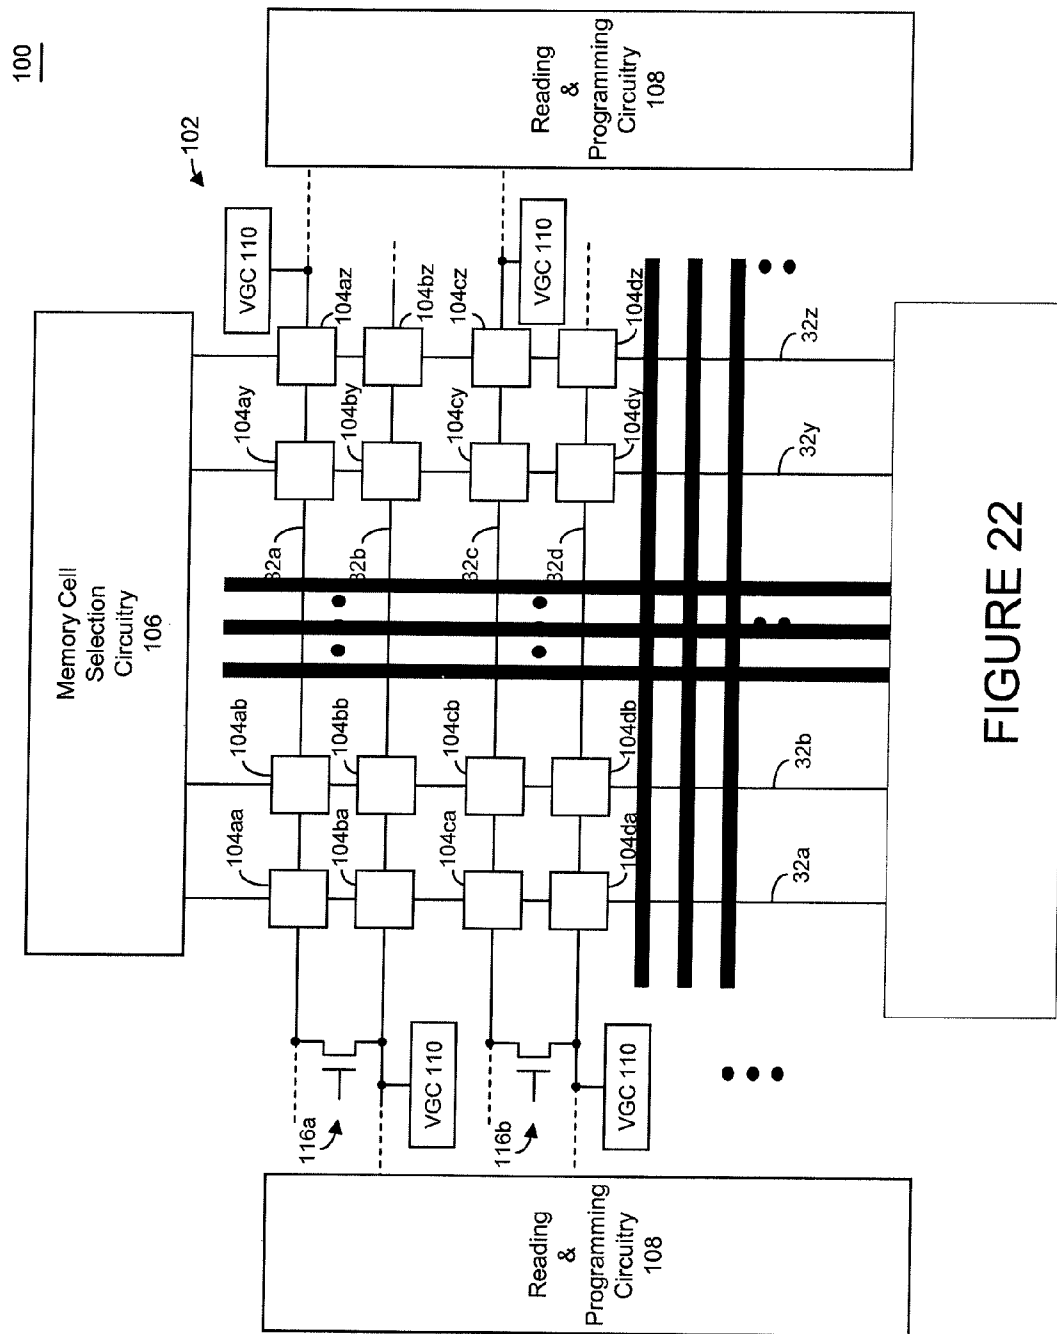 100
Memory Cell
Selection
Circuitry
106
102
VGC 110
104aa
104ab
104ay
104az
32a
116a
104ba
104bb
104by
104bz
32b
VGC 110
104ca
104cb
104cy
104cz
32c
116b
VGC 110
104da
104db
104dy
104dz
32d
VGC 110
Reading
&
Programming
Circuitry
108
Reading
&
Programming
Circuitry
108
32a
32b
32y
32z
FIGURE 22